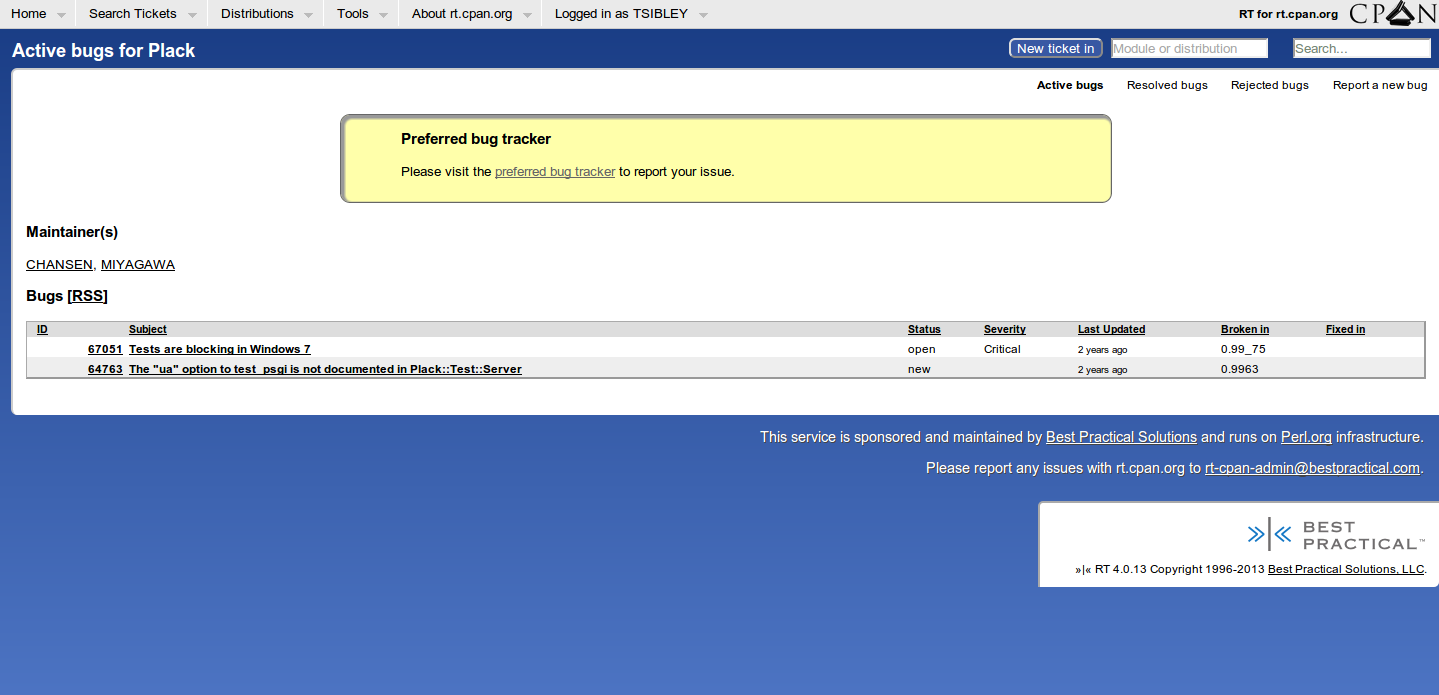 Home Search Tickets Distributions Tools About rt.cpan.org Logged in as TSIBLEY RT for rt.cpan.org CPAN
Active bugs for Plack New ticket in Module or distribution Search...
Active bugs Resolved bugs Rejected bugs Report a new bug
Preferred bug tracker
Please visit the preferred bug tracker to report your issue.
Maintainer(s)
CHANSEN, MIYAGAWA
Bugs [RSS]
ID Subject Status Severity Last Updated Broken in Fixed in
67051 Tests are blocking in Windows 7 open Critical 2 years ago 0.99_75
64763 The "ua" option to test_psgi is not documented in Plack::Test::Server new 2 years ago 0.9963
This service is sponsored and maintained by Best Practical Solutions and runs on Perl.org infrastructure.
Please report any issues with rt.cpan.org to rt-cpan-admin@bestpractical.com.
»|« BEST
PRACTICAL™
»|« RT 4.0.13 Copyright 1996-2013 Best Practical Solutions, LLC.